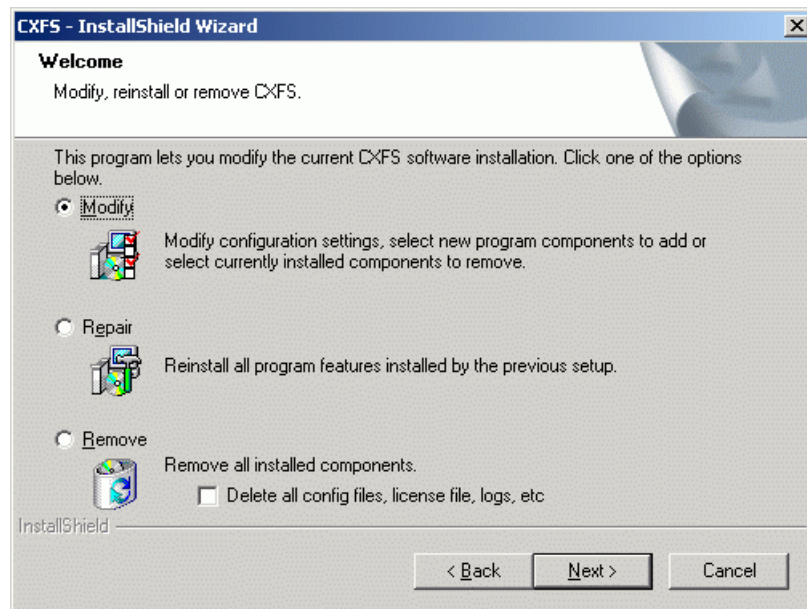 CXFS - InstallShield Wizard
Welcome
Modify, reinstall or remove CXFS.
This program lets you modify the current CXFS software installation. Click one of the options
below.
Modify
Modify configuration settings, select new program components to add or
select currently installed components to remove.
Repair
Reinstall all program features installed by the previous setup.
Remove
Remove all installed components.
Delete all config files, license file, logs, etc
InstallShield
< Back
Next >
Cancel